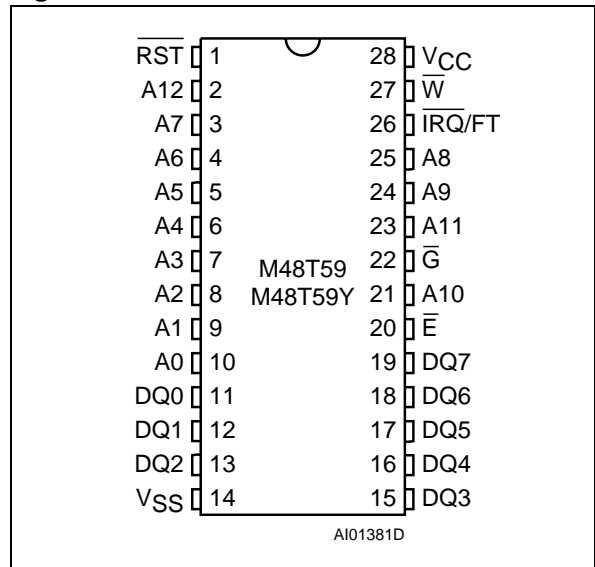 R̅S̅T̅ 1 28 VCC
A12 2 27 W̅
A7 3 26 I̅R̅Q̅/FT
A6 4 25 A8
A5 5 24 A9
A4 6 23 A11
A3 7 M48T59 22 G̅
A2 8 M48T59Y 21 A10
A1 9 20 E̅
A0 10 19 DQ7
DQ0 11 18 DQ6
DQ1 12 17 DQ5
DQ2 13 16 DQ4
VSS 14 15 DQ3
AI01381D